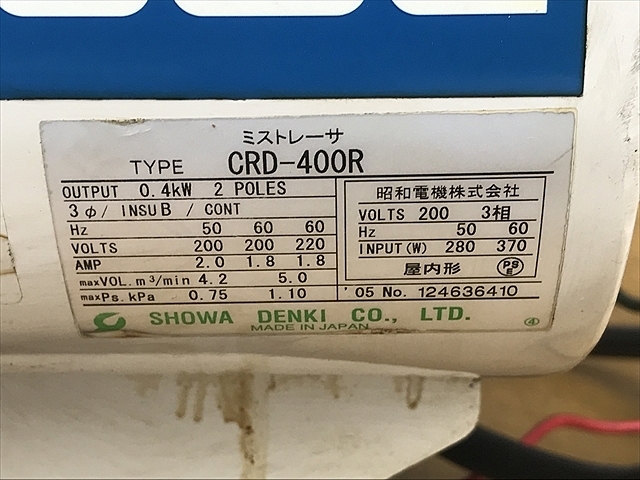 ミストレーサ
TYPE CRD-400R
OUTPUT 0.4kW 2 POLES
3φ/ INSU B / CONT
Hz 50 60 60
VOLTS 200 200 220
AMP 2.0 1.8 1.8
maxVOL. m³/min 4.2 5.0
maxPs. kPa 0.75 1.10
昭和電機株式会社
VOLTS 200 3相
Hz 50 60
INPUT(W) 280 370
屋内形 PSE
'05 No. 124636410
SHOWA DENKI CO., LTD.
MADE IN JAPAN
④